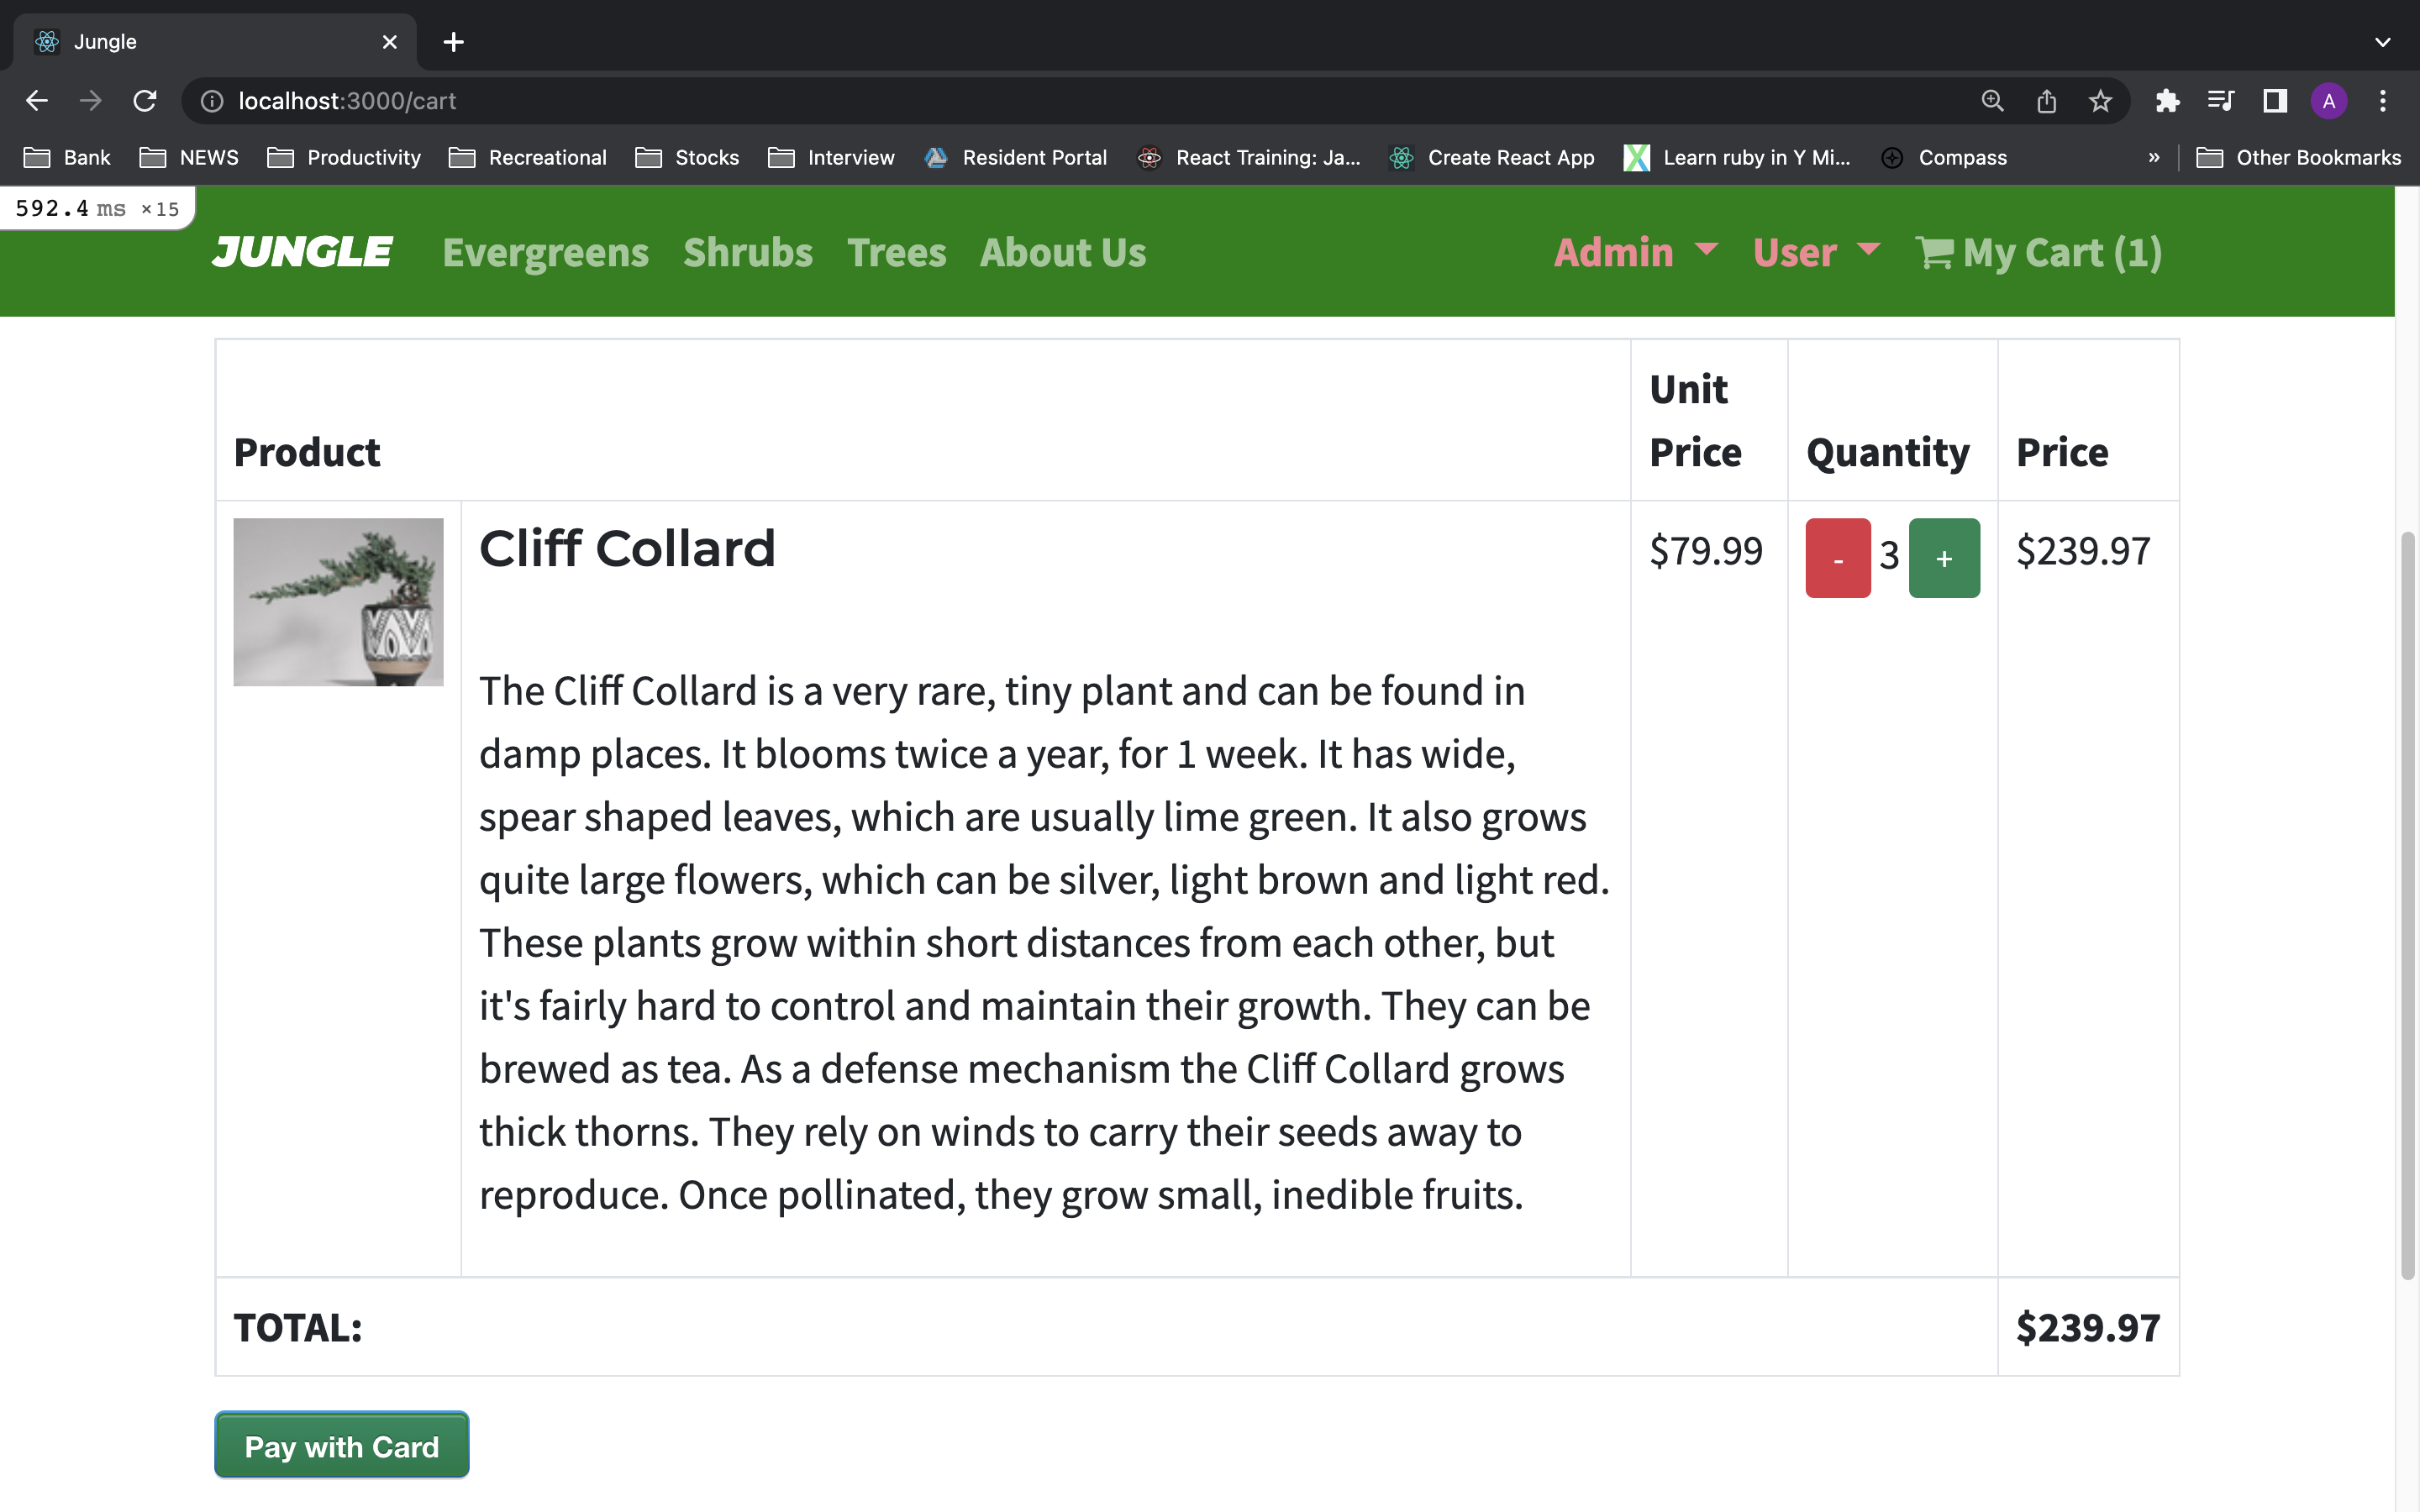 Jungle
localhost:3000/cart
A
Bank
NEWS
Productivity
Recreational
Stocks
Interview
Resident Portal
React Training: Ja...
Create React App
Learn ruby in Y Mi...
Compass
»
Other Bookmarks
592.4 ms ×15
JUNGLE
Evergreens
Shrubs
Trees
About Us
Admin
User
My Cart (1)
Product
Unit
Price
Quantity
Price
Cliff Collard
$79.99
- 3 +
$239.97
The Cliff Collard is a very rare, tiny plant and can be found in
damp places. It blooms twice a year, for 1 week. It has wide,
spear shaped leaves, which are usually lime green. It also grows
quite large flowers, which can be silver, light brown and light red.
These plants grow within short distances from each other, but
it's fairly hard to control and maintain their growth. They can be
brewed as tea. As a defense mechanism the Cliff Collard grows
thick thorns. They rely on winds to carry their seeds away to
reproduce. Once pollinated, they grow small, inedible fruits.
TOTAL:
$239.97
Pay with Card